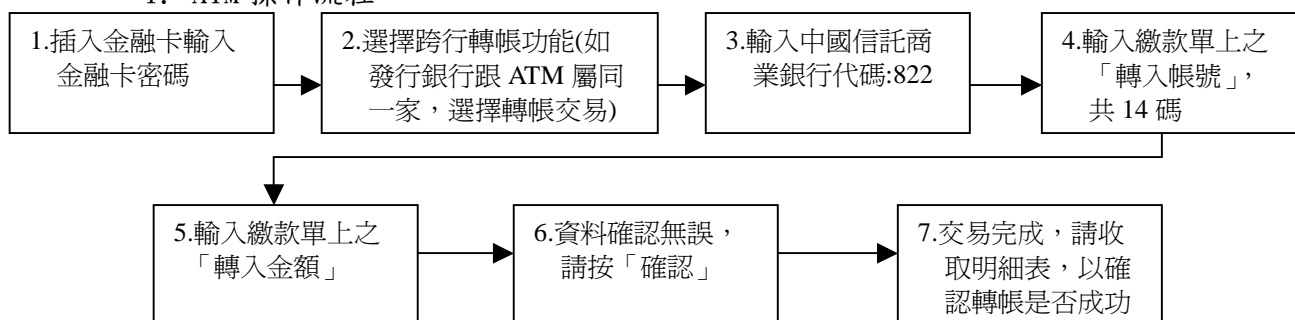 1.插入金融卡輸入
金融卡密碼
2.選擇跨行轉帳功能(如
發行銀行跟 ATM 屬同
一家，選擇轉帳交易)
3.輸入中國信託商
業銀行代碼:822
4.輸入繳款單上之
「轉入帳號」，
共 14 碼
5.輸入繳款單上之
「轉入金額」
6.資料確認無誤，
請按「確認」
7.交易完成，請收
取明細表，以確
認轉帳是否成功